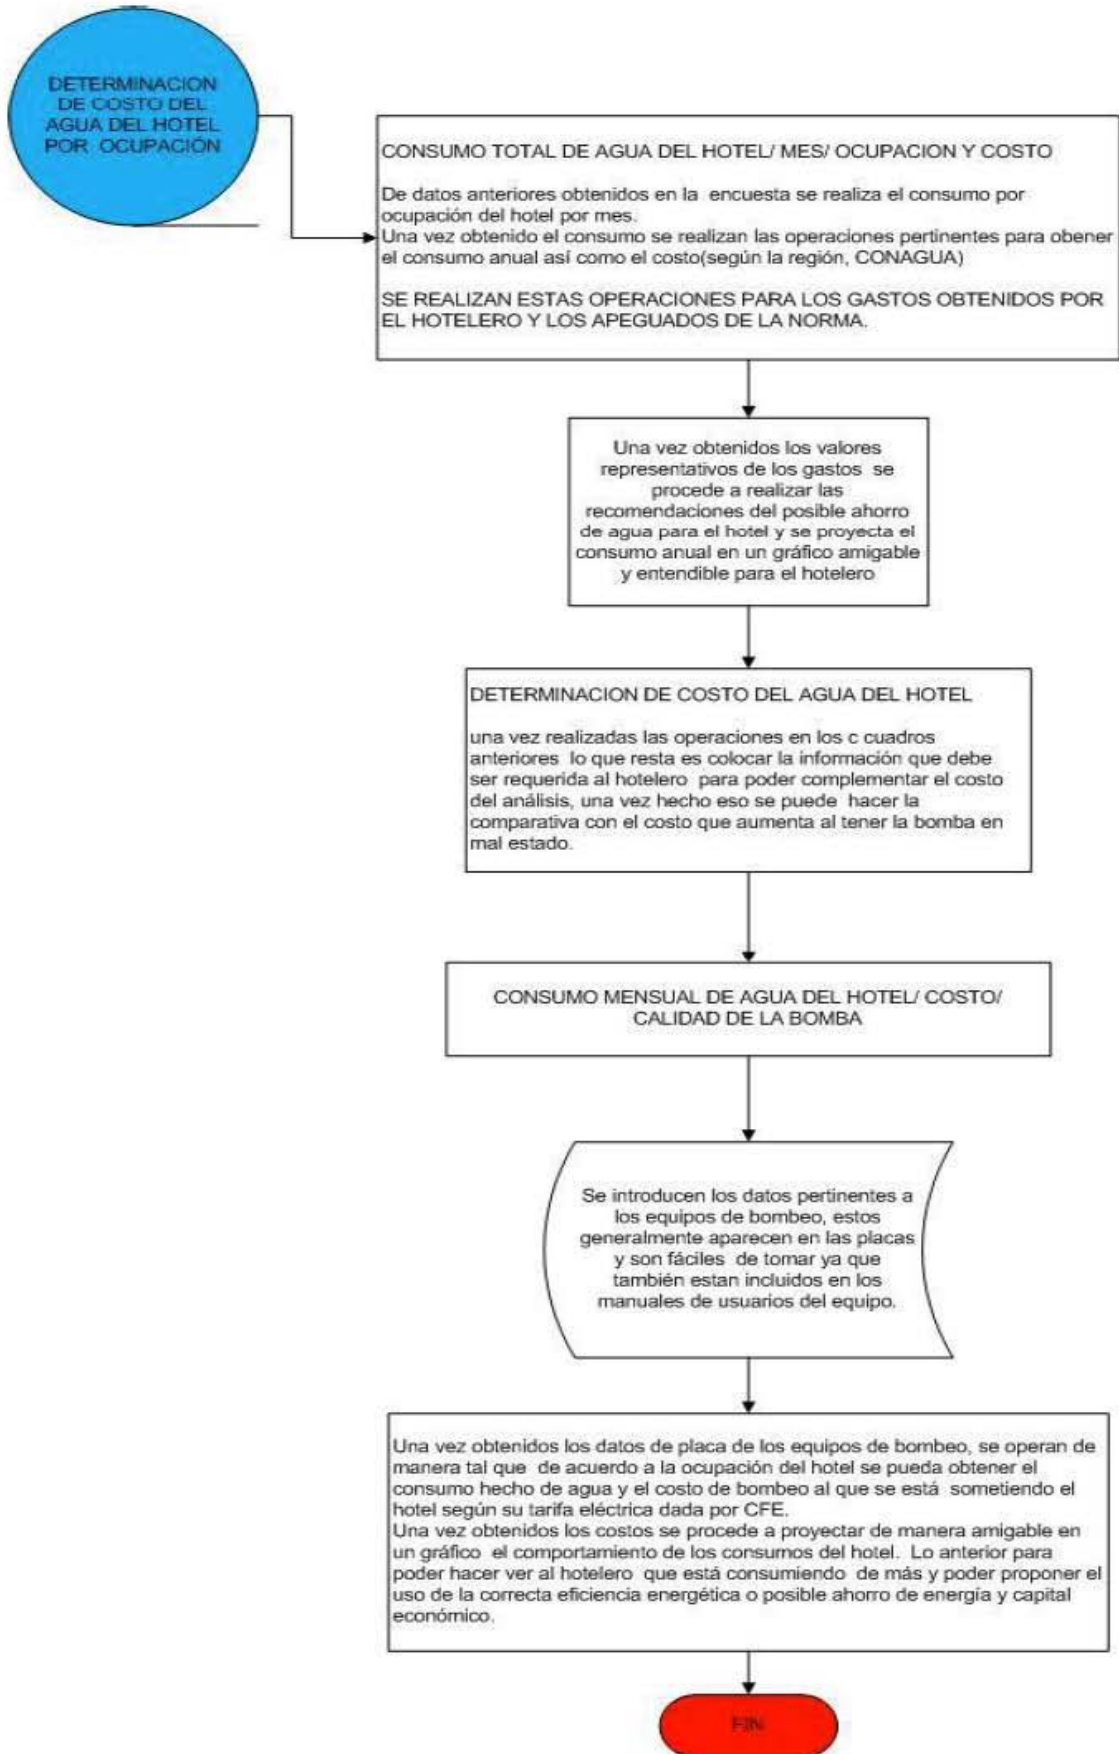 DETERMINACION
DE COSTO DEL
AGUA DEL HOTEL
POR OCUPACIÓN
CONSUMO TOTAL DE AGUA DEL HOTEL/ MES/ OCUPACION Y COSTO
De datos anteriores obtenidos en la encuesta se realiza el consumo por
ocupación del hotel por mes.
Una vez obtenido el consumo se realizan las operaciones pertinentes para obener
el consumo anual así como el costo(según la región, CONAGUA)
SE REALIZAN ESTAS OPERACIONES PARA LOS GASTOS OBTENIDOS POR
EL HOTELERO Y LOS APEGUADOS DE LA NORMA.
Una vez obtenidos los valores
representativos de los gastos se
procede a realizar las
recomendaciones del posible ahorro
de agua para el hotel y se proyecta el
consumo anual en un gráfico amigable
y entendible para el hotelero
DETERMINACION DE COSTO DEL AGUA DEL HOTEL
una vez realizadas las operaciones en los c cuadros
anteriores lo que resta es colocar la información que debe
ser requerida al hotelero para poder complementar el costo
del análisis, una vez hecho eso se puede hacer la
comparativa con el costo que aumenta al tener la bomba en
mal estado.
CONSUMO MENSUAL DE AGUA DEL HOTEL/ COSTO/
CALIDAD DE LA BOMBA
Se introducen los datos pertinentes a
los equipos de bombeo, estos
generalmente aparecen en las placas
y son fáciles de tomar ya que
también estan incluidos en los
manuales de usuarios del equipo.
Una vez obtenidos los datos de placa de los equipos de bombeo, se operan de
manera tal que de acuerdo a la ocupación del hotel se pueda obtener el
consumo hecho de agua y el costo de bombeo al que se está sometiendo el
hotel según su tarifa eléctrica dada por CFE.
Una vez obtenidos los costos se procede a proyectar de manera amigable en
un gráfico el comportamiento de los consumos del hotel. Lo anterior para
poder hacer ver al hotelero que está consumiendo de más y poder proponer el
uso de la correcta eficiencia energética o posible ahorro de energía y capital
económico.
FIN